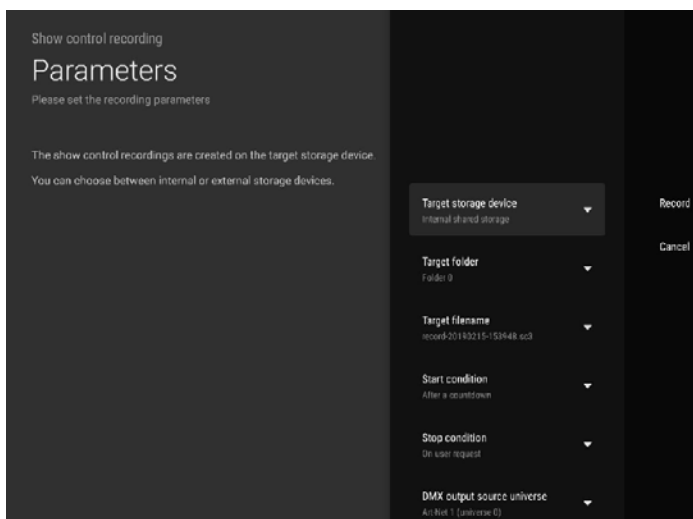 Show control recording
Parameters
Please set the recording parameters
The show control recordings are created on the target storage device.
You can choose between internal or external storage devices.
Target storage device
Internal shared storage
Target folder
Folder 0
Target filename
record-20190215-153948.sc3
Start condition
After a countdown
Stop condition
On user request
DMX output source universe
Art-Net 1 (universe 0)
Record
Cancel